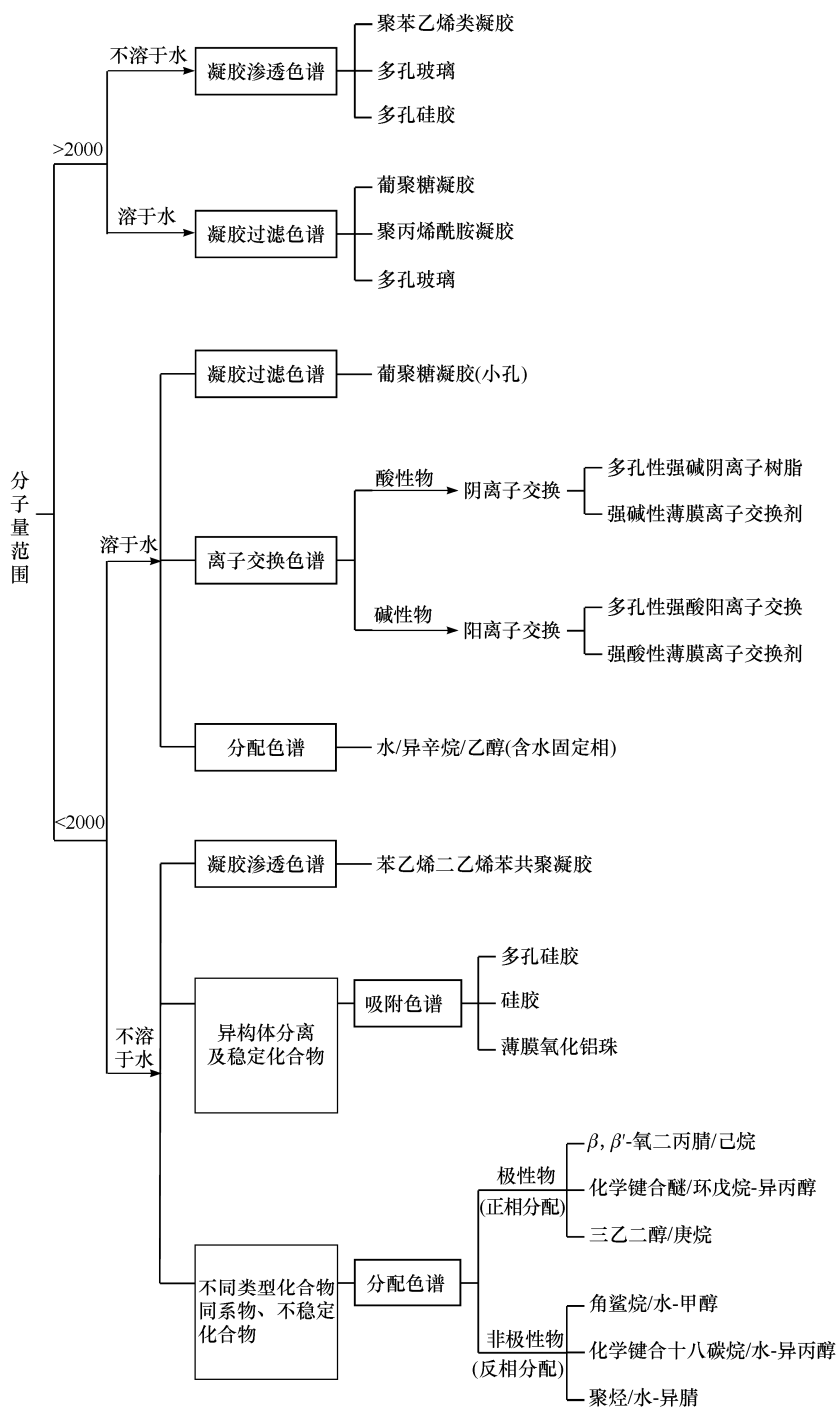 聚苯乙烯类凝胶
不溶于水
凝胶渗透色谱
多孔玻璃
多孔硅胶
>2000
葡聚糖凝胶
溶于水
凝胶过滤色谱
聚丙烯酰胺凝胶
多孔玻璃
凝胶过滤色谱
葡聚糖凝胶(小孔)
分子量范围
酸性物
阴离子交换
多孔性强碱阴离子树脂
强碱性薄膜离子交换剂
溶于水
离子交换色谱
碱性物
阳离子交换
多孔性强酸阳离子交换
强酸性薄膜离子交换剂
分配色谱
水/异辛烷/乙醇(含水固定相)
<2000
凝胶渗透色谱
苯乙烯二乙烯苯共聚凝胶
不溶
于水
异构体分离
及稳定化合物
吸附色谱
多孔硅胶
硅胶
薄膜氧化铝珠
不同类型化合物
同系物、不稳定
化合物
分配色谱
极性物
(正相分配)
β, β′-氧二丙腈/己烷
化学键合醚/环戊烷-异丙醇
三乙二醇/庚烷
非极性物
(反相分配)
角鲨烷/水-甲醇
化学键合十八碳烷/水-异丙醇
聚烃/水-异腈